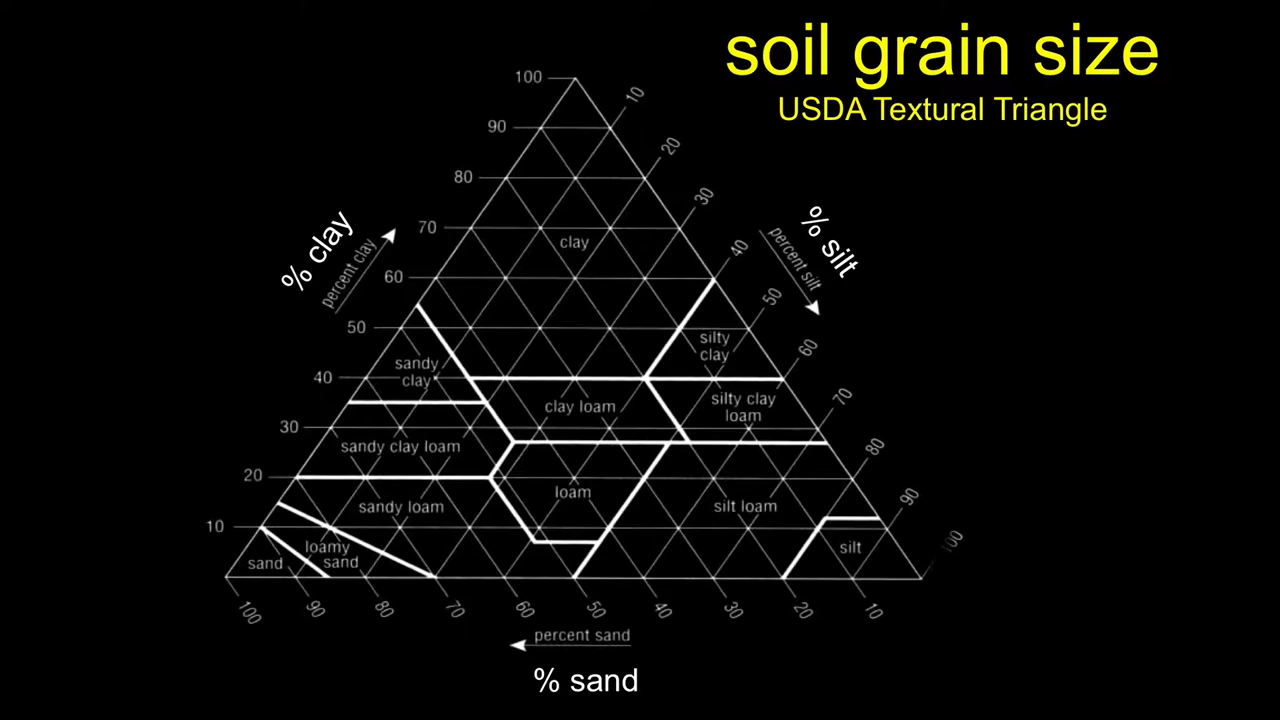 soil grain size
USDA Textural Triangle
100
90
80
70
60
50
40
30
20
10
10
20
30
40
50
60
70
80
90
100
100
90
80
70
60
50
40
30
20
10
% clay
percent clay
% silt
percent silt
clay
silty
clay
sandy
clay
clay loam
silty clay
loam
sandy clay loam
loam
sandy loam
silt loam
loamy
sand
sand
silt
percent sand
% sand